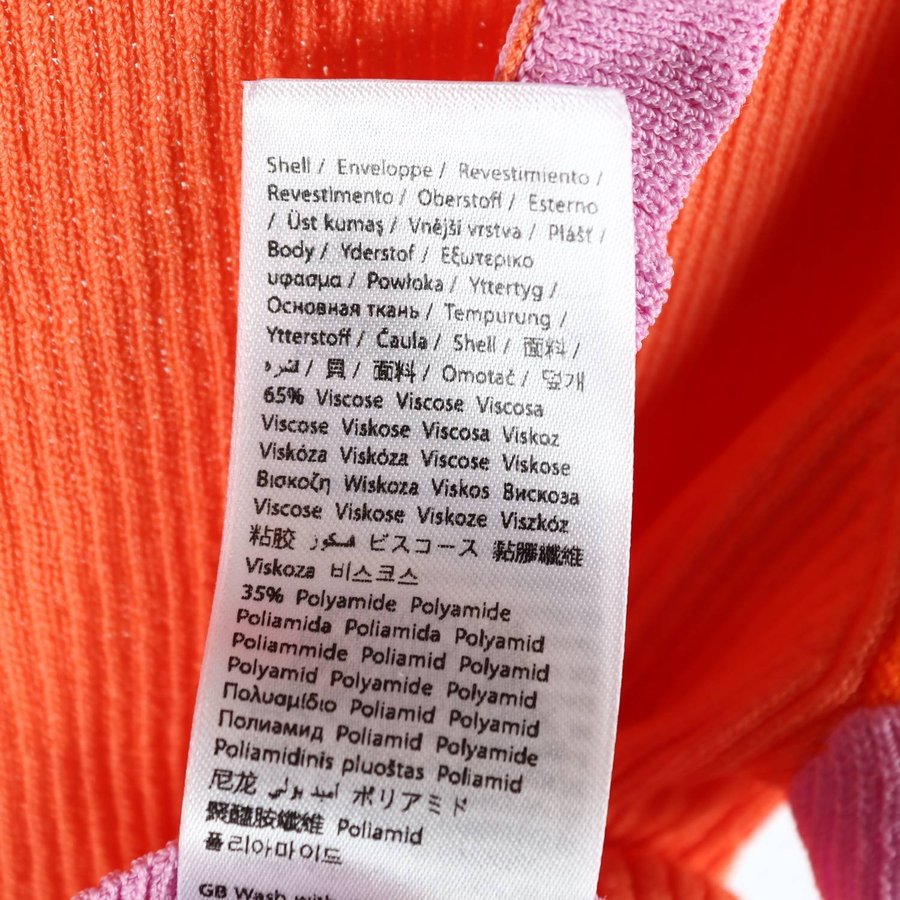 Shell / Enveloppe / Revestimiento /
Revestimento / Oberstoff / Esterno
/ Üst kumaş / Vnější vrstva / Plášť /
Body / Yderstof / Εξωτερικο
υφασμα / Powłoka / Yttertyg /
Основная ткань / Tempurung /
Ytterstoff / Čaula / Shell / 面料 /
/ 貝 / 面料 / Omotač / 덮개
65% Viscose Viscose Viscosa
Viscose Viskose Viscosa Viskoz
Viskóza Viskóza Viscose Viskose
Βισκοζη Wiskoza Viskos Вискоза
Viscose Viskose Viskoze Viszkóz
粘胶 فسكوز ビスコース 黏膠纖維
Viskoza 비스코스
35% Polyamide Polyamide
Poliamida Poliamida Polyamid
Poliammide Poliamid Polyamid
Polyamid Polyamide Polyamid
Πολυαμίδιο Poliamid Polyamid
Полиамид Poliamid Polyamide
Poliamidinis pluoštas Poliamid
尼龙 ポリアミド
聚醯胺纖維 Poliamid
폴리아마이드
GB Wash with